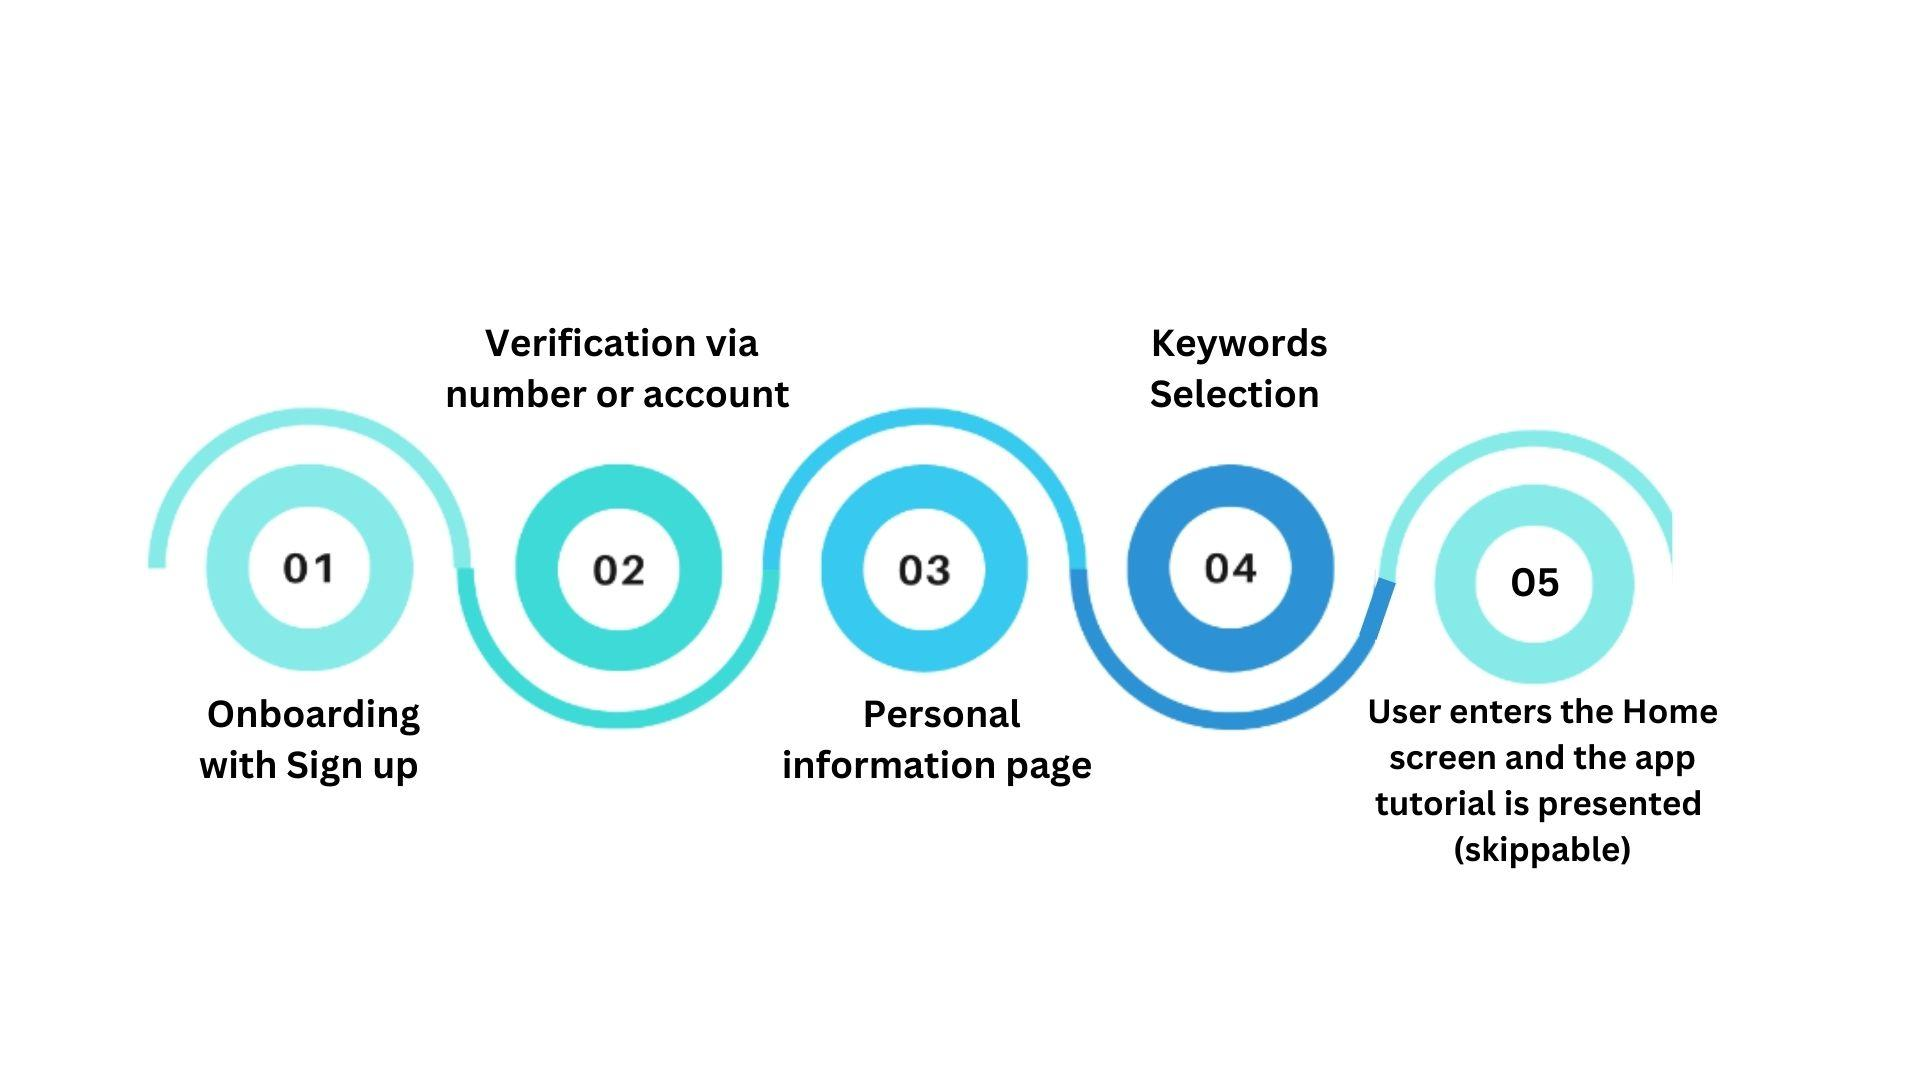 01
Onboarding
with Sign up
Verification via
number or account
02
03
Personal
information page
Keywords
Selection
04
05
User enters the Home
screen and the app
tutorial is presented
(skippable)